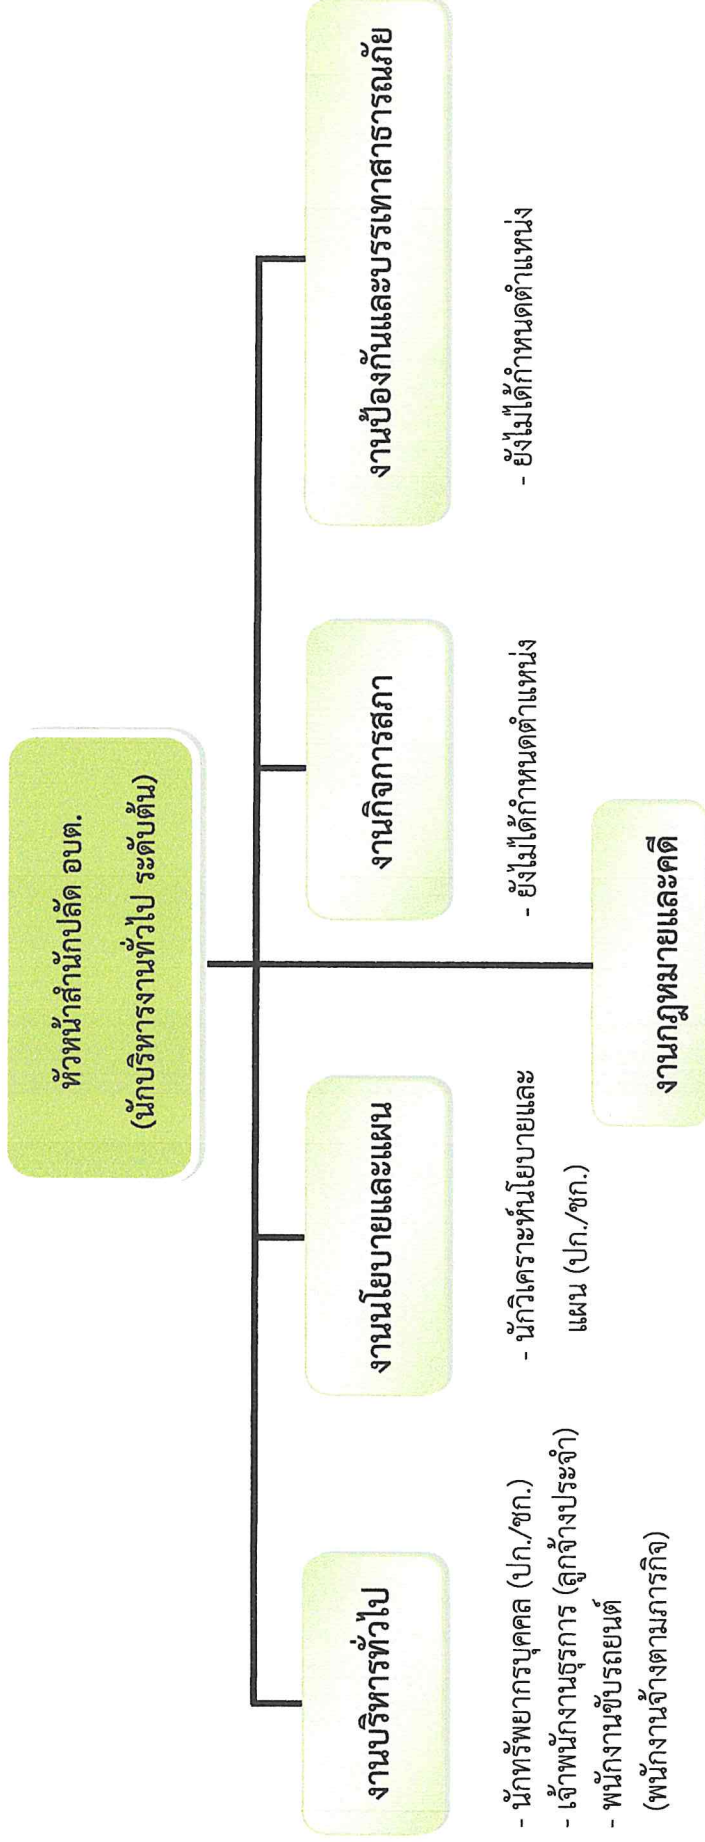 หัวหน้าสำนักปลัด อบต.
(นักบริหารงานทั่วไป ระดับต้น)
งานบริหารทั่วไป
- นักทรัพยากรบุคคล (ปก./ชก.)
- เจ้าพนักงานธุรการ (ลูกจ้างประจำ)
- พนักงานขับรถยนต์
(พนักงานจ้างตามภารกิจ)
งานนโยบายและแผน
- นักวิเคราะห์นโยบายและ
แผน (ปก./ชก.)
งานกิจการสภา
- ยังไม่ได้กำหนดตำแหน่ง
งานป้องกันและบรรเทาสาธารณภัย
- ยังไม่ได้กำหนดตำแหน่ง
งานกฎหมายและคดี